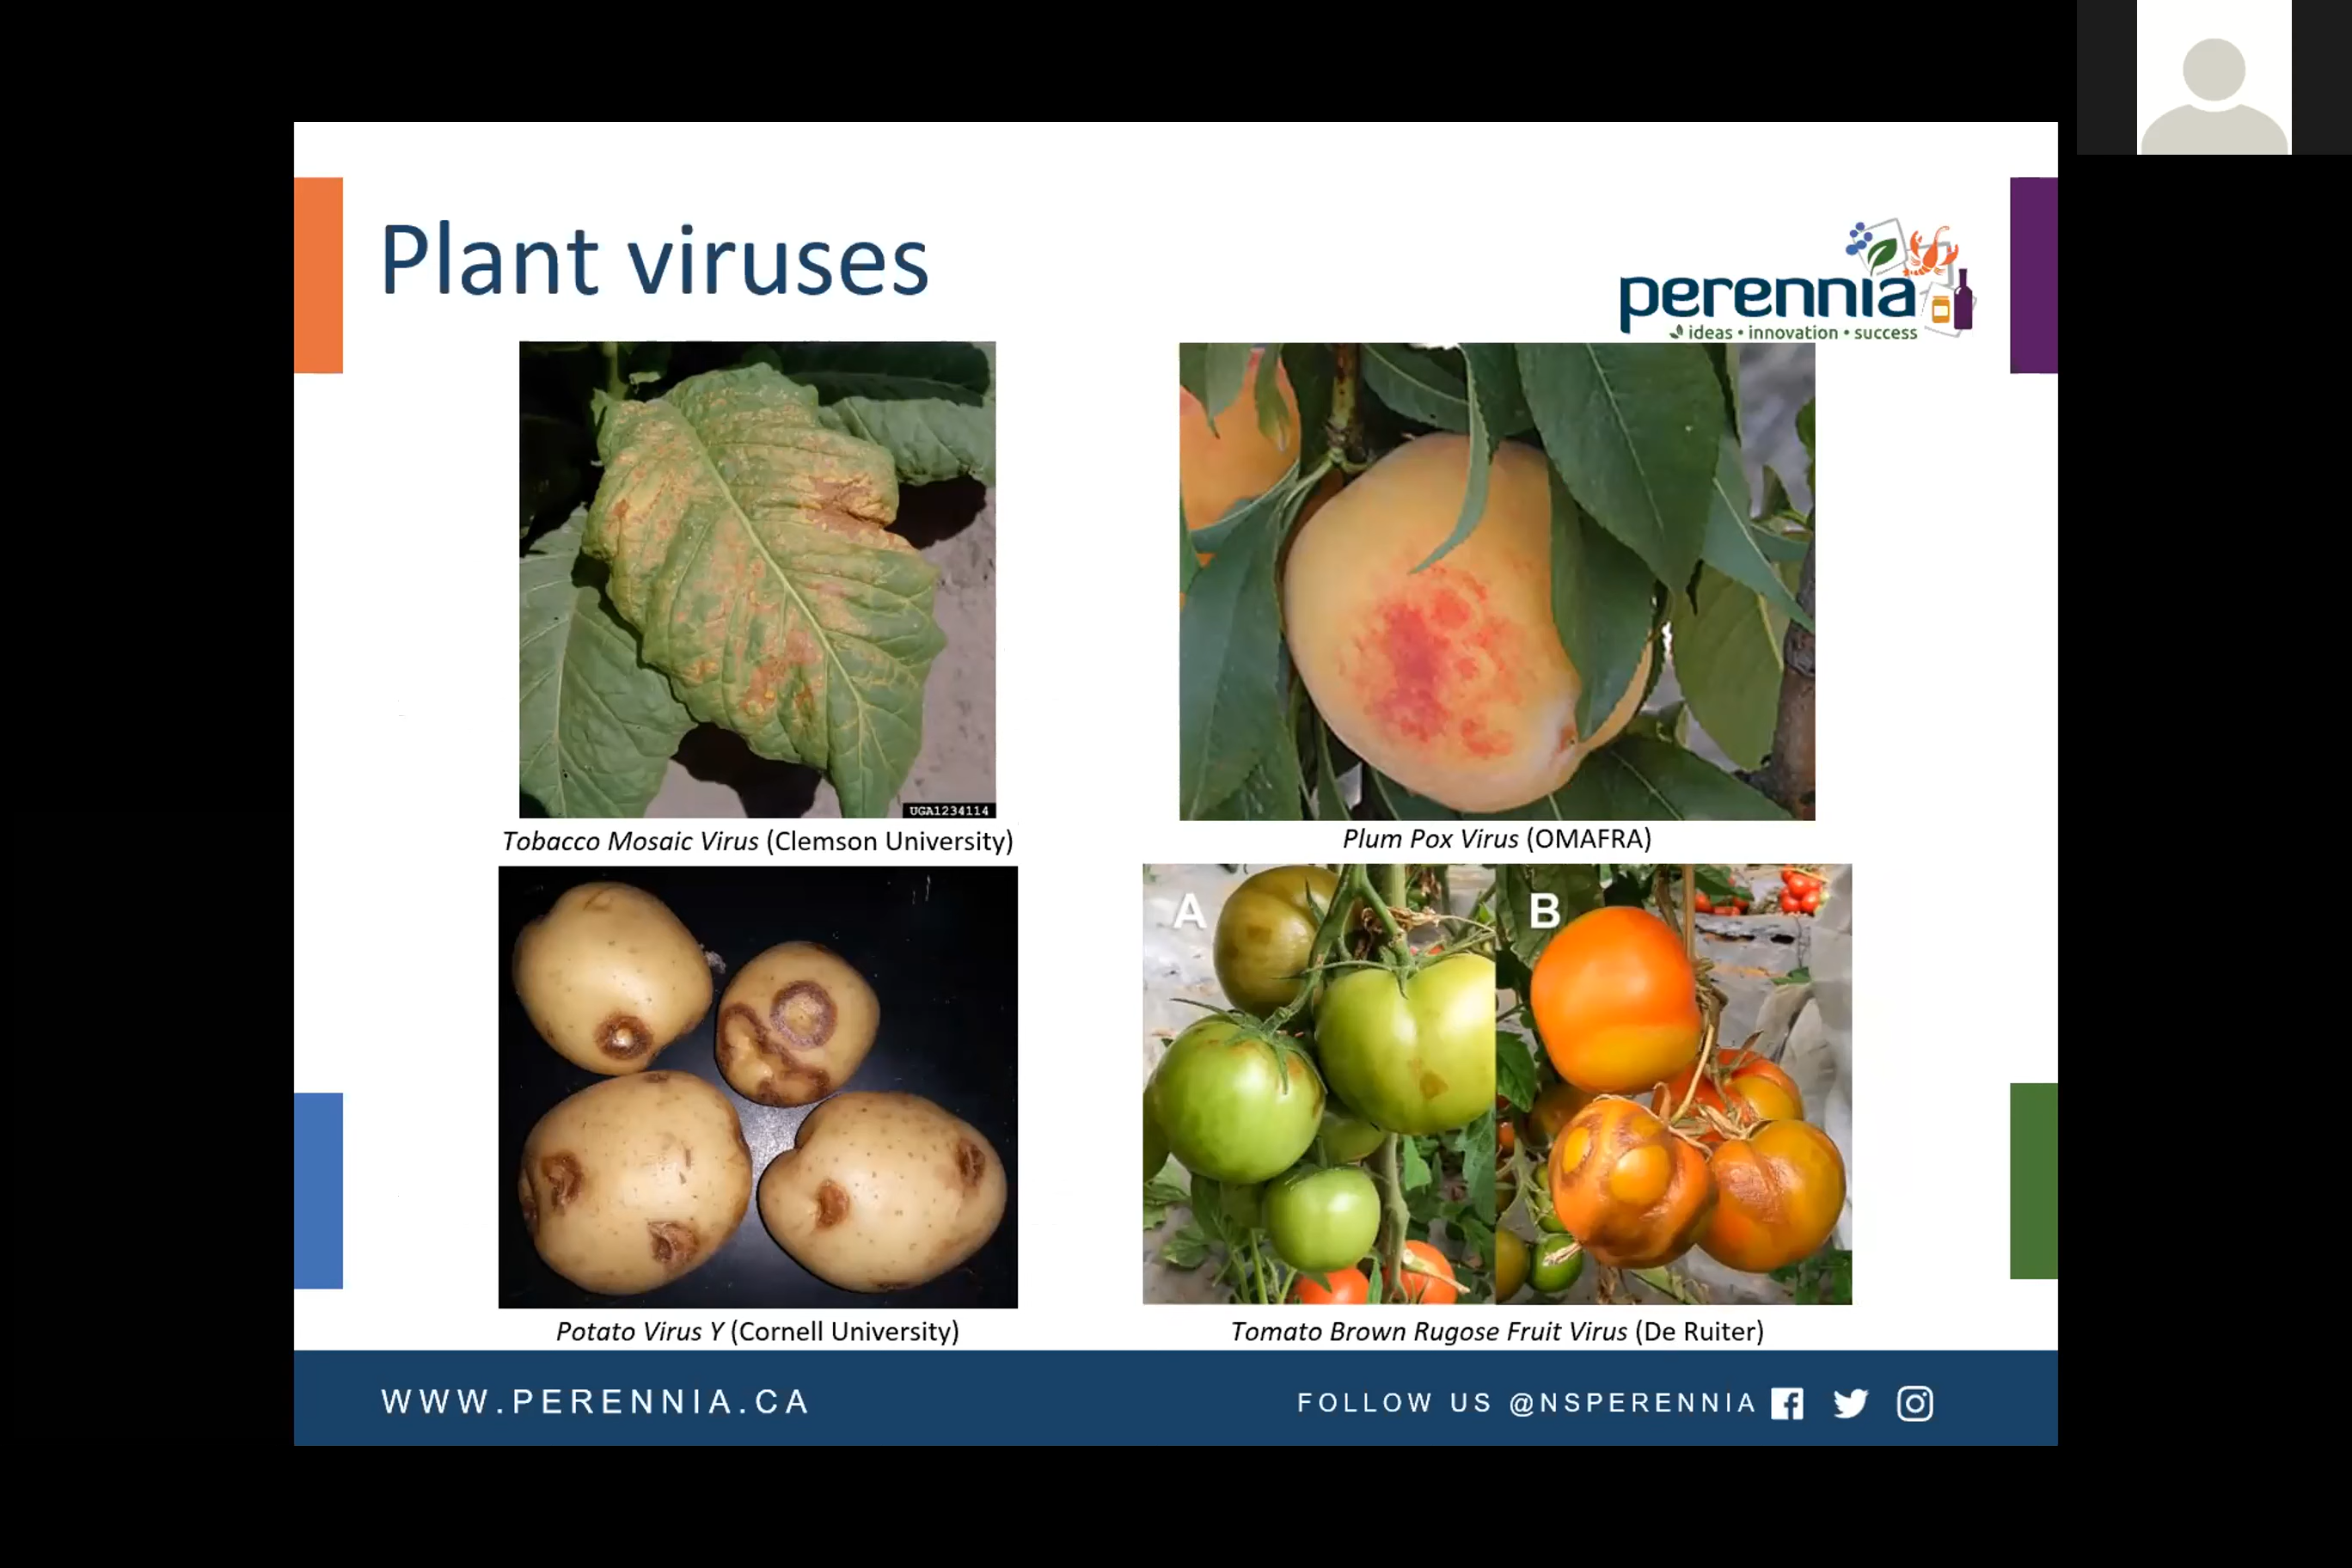 Plant viruses
perennia
ideas • innovation • success
UGA1234114
Tobacco Mosaic Virus (Clemson University)
Plum Pox Virus (OMAFRA)
A
B
Potato Virus Y (Cornell University)
Tomato Brown Rugose Fruit Virus (De Ruiter)
WWW.PERENNIA.CA
FOLLOW US @NSPERENNIA